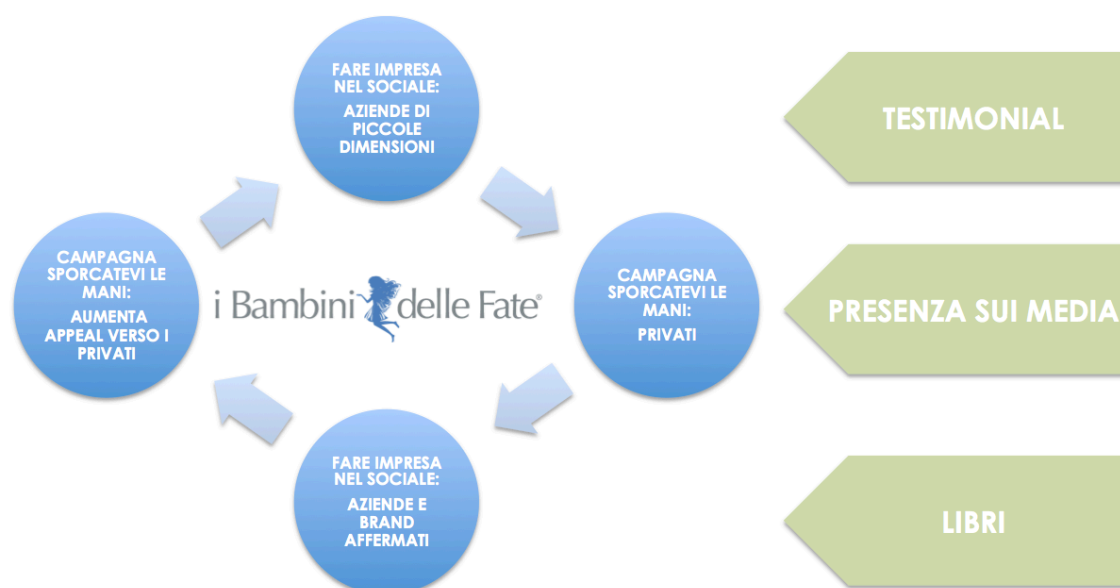 FARE IMPRESA
NEL SOCIALE:
AZIENDE DI
PICCOLE
DIMENSIONI
TESTIMONIAL
CAMPAGNA
SPORCATEVI LE
MANI:
AUMENTA
APPEAL VERSO I
PRIVATI
i Bambini delle Fate®
CAMPAGNA
SPORCATEVI LE
MANI:
PRIVATI
PRESENZA SUI MEDIA
FARE IMPRESA
NEL SOCIALE:
AZIENDE E
BRAND
AFFERMATI
LIBRI